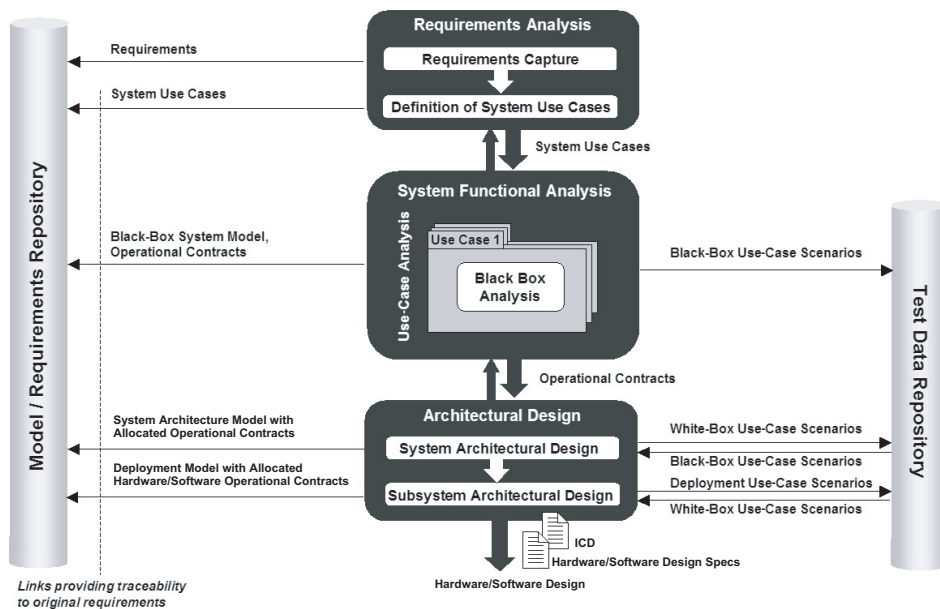 Requirements Analysis
Requirements Capture
Definition of System Use Cases
Requirements
System Use Cases
System Use Cases
Model / Requirements Repository
System Functional Analysis
Use-Case Analysis
Use Case 1
Black Box
Analysis
Black-Box System Model,
Operational Contracts
Black-Box Use-Case Scenarios
Test Data Repository
Operational Contracts
Architectural Design
System Architectural Design
Subsystem Architectural Design
System Architecture Model with
Allocated Operational Contracts
Deployment Model with Allocated
Hardware/Software Operational Contracts
White-Box Use-Case Scenarios
Black-Box Use-Case Scenarios
Deployment Use-Case Scenarios
White-Box Use-Case Scenarios
ICD
Hardware/Software Design Specs
Hardware/Software Design
Links providing traceability
to original requirements